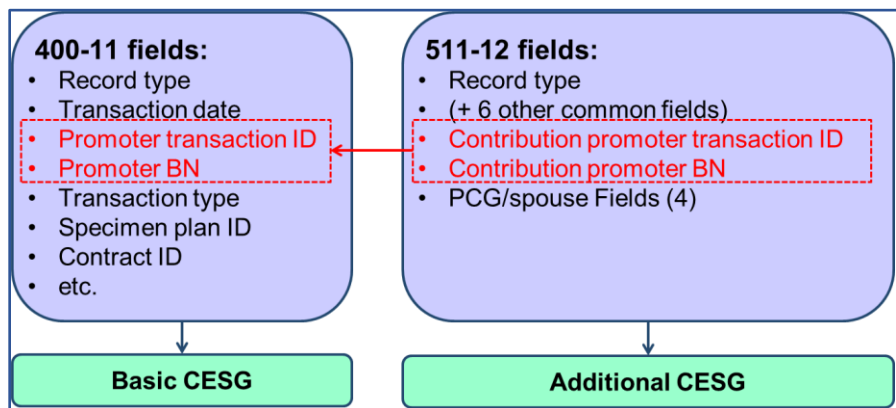 400-11 fields:
• Record type
• Transaction date
• Promoter transaction ID
• Promoter BN
• Transaction type
• Specimen plan ID
• Contract ID
• etc.
Basic CESG
511-12 fields:
• Record type
• (+ 6 other common fields)
• Contribution promoter transaction ID
• Contribution promoter BN
• PCG/spouse Fields (4)
Additional CESG